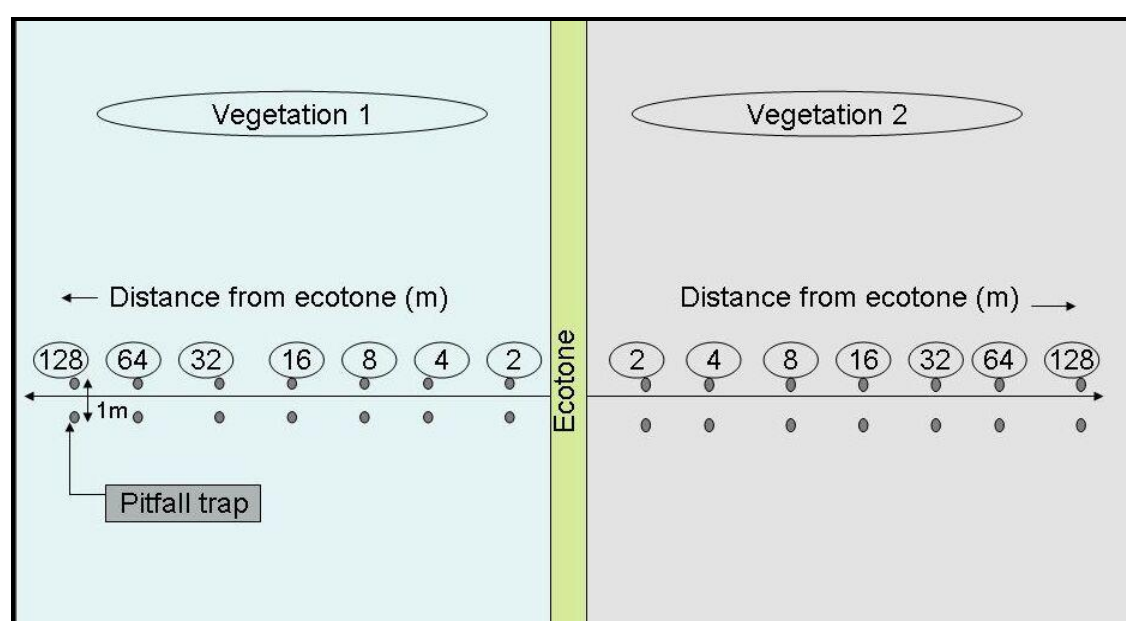 Vegetation 1
Vegetation 2
← Distance from ecotone (m)
Distance from ecotone (m) →
128 64 32 16 8 4 2
Ecotone
2 4 8 16 32 64 128
1m
Pitfall trap